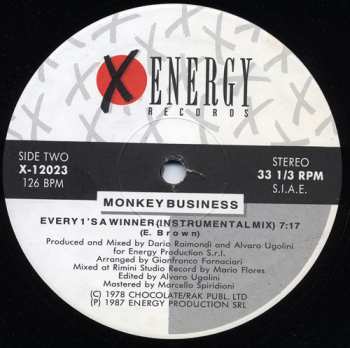 X ENERGY
RECORDS
SIDE TWO
X-12023
126 BPM
STEREO
33 1/3 RPM
S.I.A.E.
MONKEY BUSINESS
EVERY 1'S A WINNER (INSTRUMENTAL MIX) 7:17
(E. Brown)
Produced and Mixed by Dario Raimondi and Alvaro Ugolini
for Energy Production S.r.l.
Arranged by Gianfranco Fornaciari
Mixed at Rimini Studio Record by Mario Flores
Edited by Alvaro Ugolini
Mastered by Marcello Spiridioni
(C) 1978 CHOCOLATE/RAK PUBL. LTD
(P) 1987 ENERGY PRODUCTION SRL